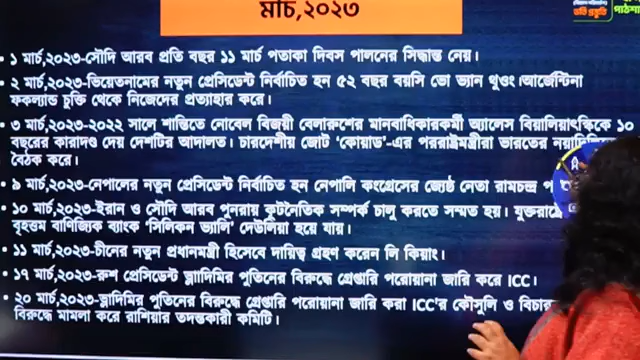 মার্চ,২০২৩
পাঠশা
• ১ মার্চ,২০২৩-সৌদি আরব প্রতি বছর ১১ মার্চ পতাকা দিবস পালনের সিদ্ধান্ত নেয়।
• ২ মার্চ,২০২৩-ভিয়েতনামের নতুন প্রেসিডেন্ট নির্বাচিত হন ৫২ বছর বয়সি ভো ভ্যান থুওং।আর্জেন্টিনা
ফকল্যান্ড চুক্তি থেকে নিজেদের প্রত্যাহার করে।
• ৩ মার্চ,২০২৩-২০২২ সালে শান্তিতে নোবেল বিজয়ী বেলারুশের মানবাধিকারকর্মী অ্যালেস বিয়ালিয়াৎস্কিকে ১০
বছরের কারাদণ্ড দেয় দেশটির আদালত। চারদেশীয় জোট 'কোয়াড'-এর পররাষ্ট্রমন্ত্রীরা ভারতের
বৈঠক করে।
• ৯ মার্চ,২০২৩-নেপালের নতুন প্রেসিডেন্ট নির্বাচিত হন নেপালি কংগ্রেসের জ্যেষ্ঠ নেতা রামচন্দ্র
• ১০ মার্চ,২০২৩-ইরান ও সৌদি আরব পুনরায় কূটনৈতিক সম্পর্ক চালু করতে সম্মত হয়।
বৃহত্তম বাণিজ্যিক ব্যাংক 'সিলিকন ভ্যালি' দেউলিয়া হয়ে যায়।
• ১১ মার্চ,২০২৩-চীনের নতুন প্রধানমন্ত্রী হিসেবে দায়িত্ব গ্রহণ করেন লি কিয়াং।
• ১৭ মার্চ,২০২৩-রুশ প্রেসিডেন্ট ভ্লাাদিমির পুতিনের বিরুদ্ধে গ্রেপ্তারি পরোয়ানা জারি করে ICC।
• ২০ মার্চ,২০২৩-ভ্লাদিমির পুতিনের বিরুদ্ধে গ্রেপ্তারি পরোয়ানা জারি করা ICC'র কৌসুলি ও
বিরুদ্ধে মামলা করে রাশিয়ার তদন্তকারী কমিটি।